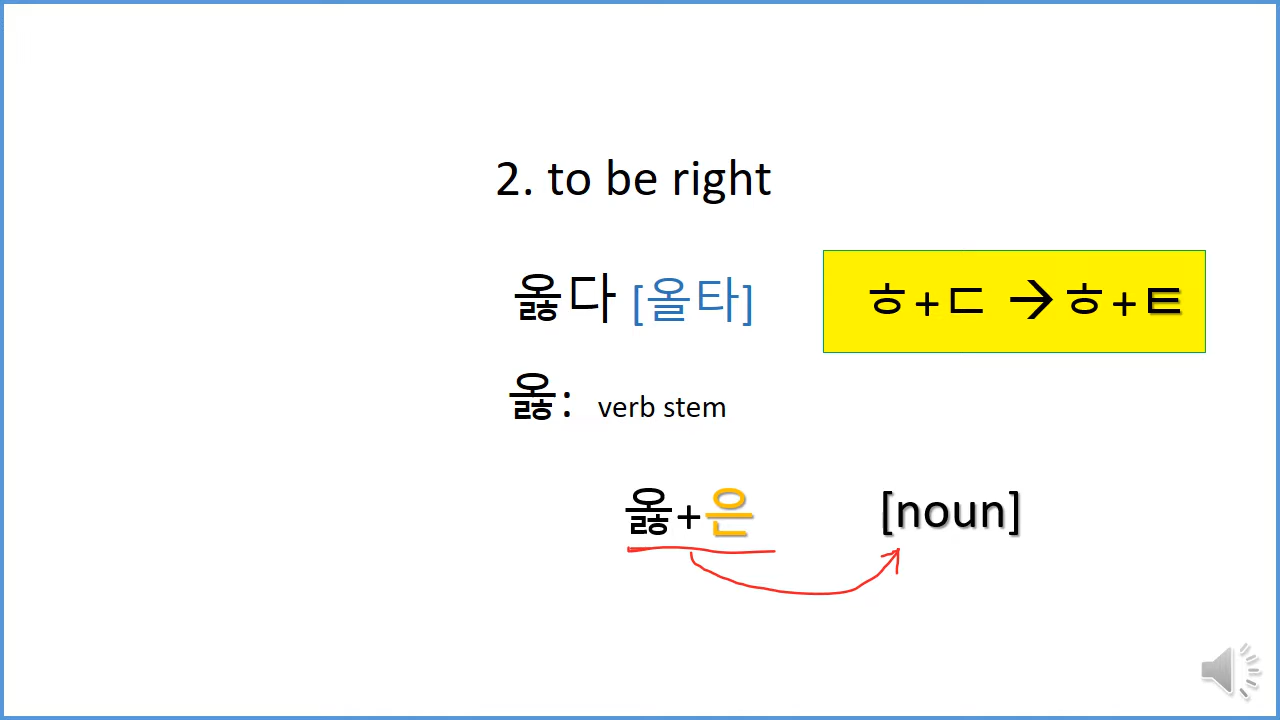 2. to be right
옳다 [올타]
ㅎ+ㄷ →ㅎ+ㅌ
옳: verb stem
옳+은 [noun]